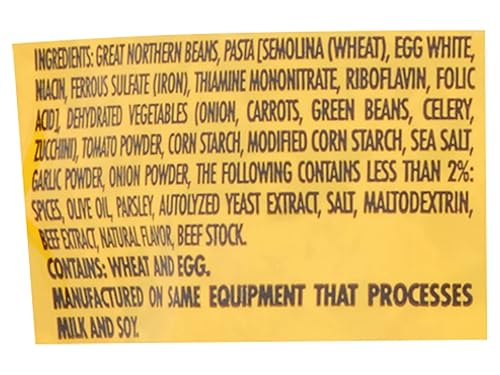 INGREDIENTS: GREAT NORTHERN BEANS, PASTA [SEMOLINA (WHEAT), EGG WHITE,
NIACIN, FERROUS SULFATE (IRON), THIAMINE MONONITRATE, RIBOFLAVIN, FOLIC
ACID], DEHYDRATED VEGETABLES (ONION, CARROTS, GREEN BEANS, CELERY,
ZUCCHINI), TOMATO POWDER, CORN STARCH, MODIFIED CORN STARCH, SEA SALT,
GARLIC POWDER, ONION POWDER, THE FOLLOWING CONTAINS LESS THAN 2%:
SPICES, OLIVE OIL, PARSLEY, AUTOLYZED YEAST EXTRACT, SALT, MALTODEXTRIN,
BEEF EXTRACT, NATURAL FLAVOR, BEEF STOCK.
CONTAINS: WHEAT AND EGG.
MANUFACTURED ON SAME EQUIPMENT THAT PROCESSES
MILK AND SOY.